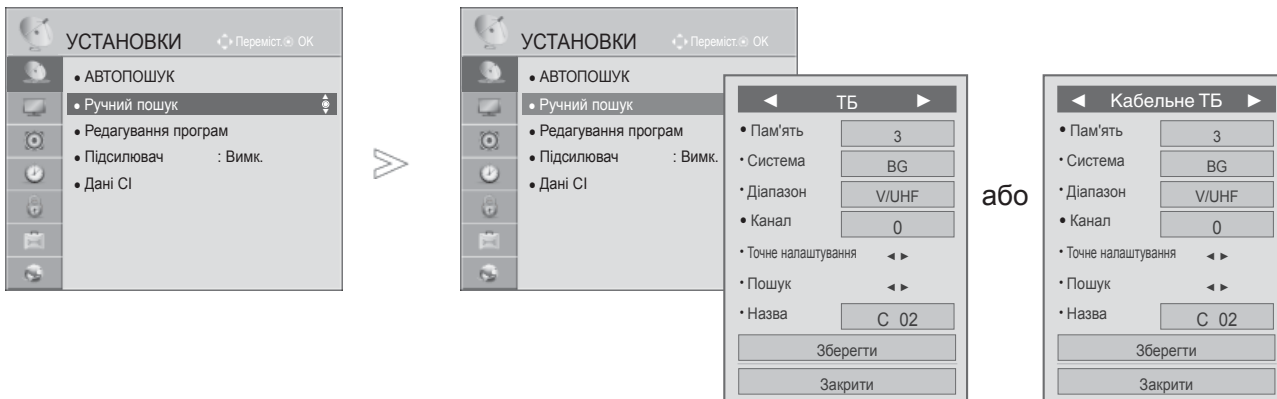 УСТАНОВКИ Переміст. ОК
• АВТОПОШУК
• Ручний пошук
• Редагування програм
• Підсилювач : Вимк.
• Дані CI
УСТАНОВКИ Переміст. ОК
• АВТОПОШУК
• Ручний пошук
• Редагування програм
• Підсилювач : Вимк.
• Дані CI
◄ ТБ ►
• Пам'ять 3
• Система BG
• Діапазон V/UHF
• Канал 0
• Точне налаштування ◄ ►
• Пошук ◄ ►
• Назва C 02
Зберегти
Закрити
або
◄ Кабельне ТБ ►
• Пам'ять 3
• Система BG
• Діапазон V/UHF
• Канал 0
• Точне налаштування ◄ ►
• Пошук ◄ ►
• Назва C 02
Зберегти
Закрити